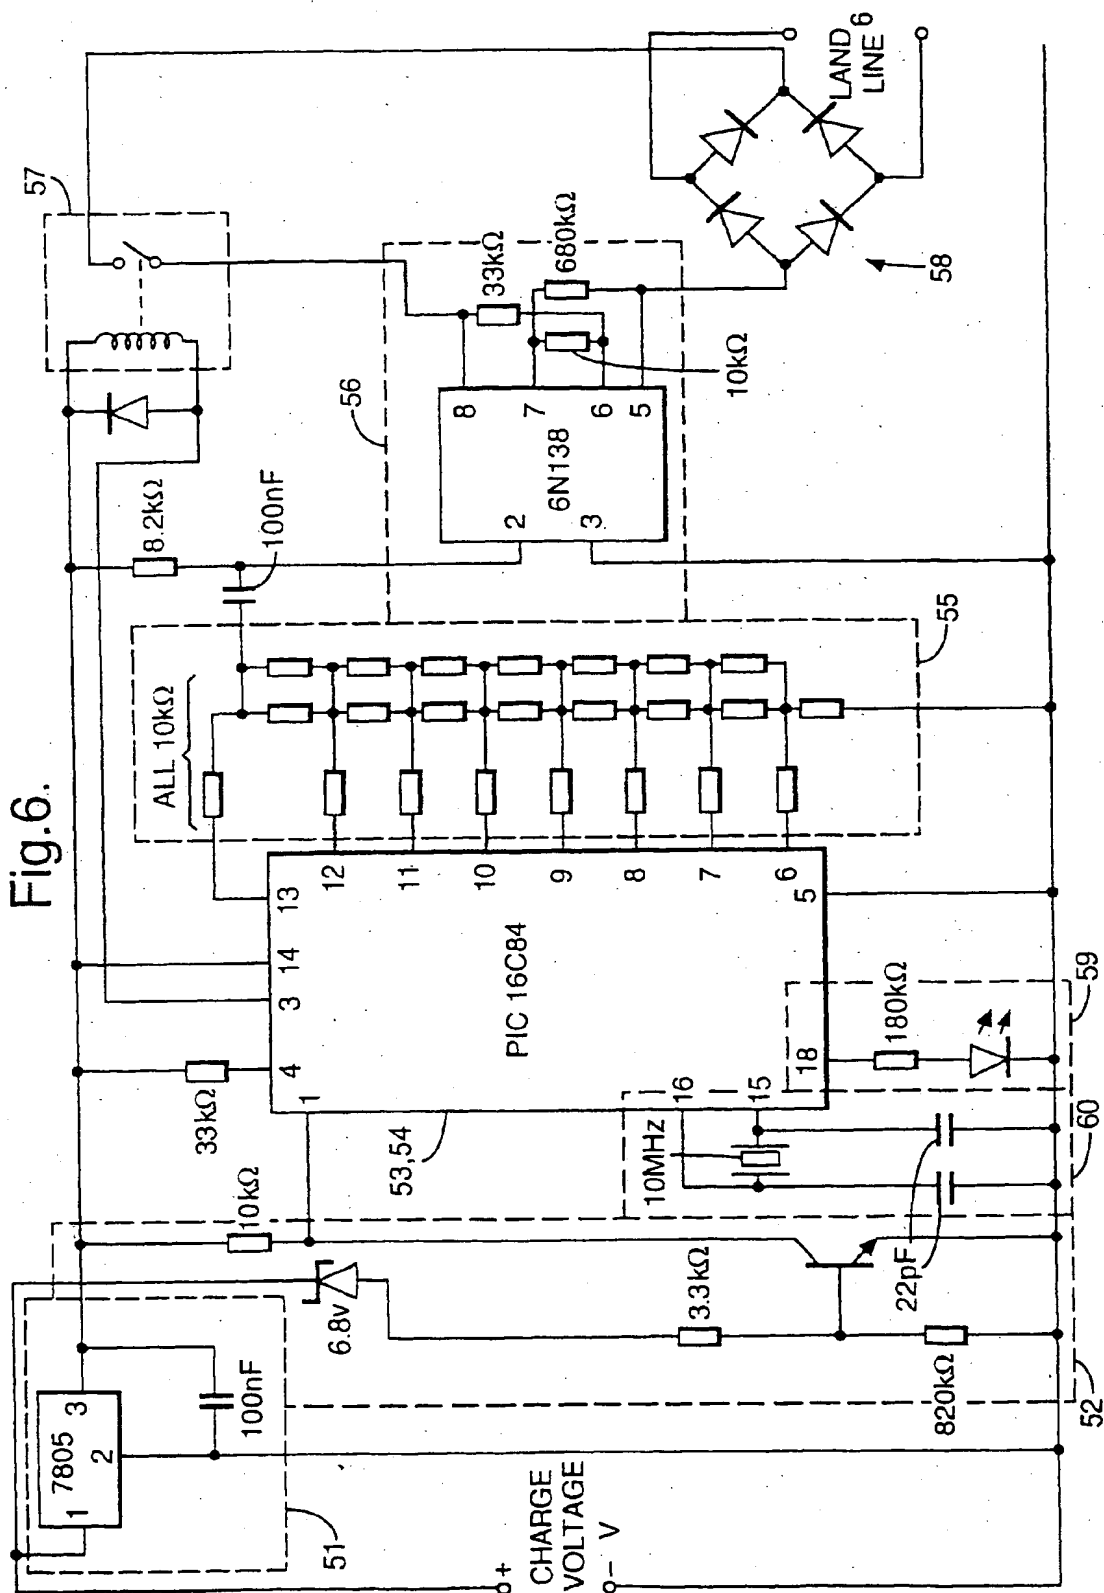 Fig.6.
57
LAND
LINE 6
58
56
33kΩ
680kΩ
10kΩ
8
7
6
5
6N138
2
3
8.2kΩ
100nF
55
ALL 10kΩ
13
12
11
10
9
8
7
6
5
14
3
4
1
PIC 16C84
18
16
15
33kΩ
53,54
10MHz
180kΩ
59
60
22pF
10kΩ
6.8v
3.3kΩ
820kΩ
52
7805
1
2
3
100nF
51
+
CHARGE
VOLTAGE
– V